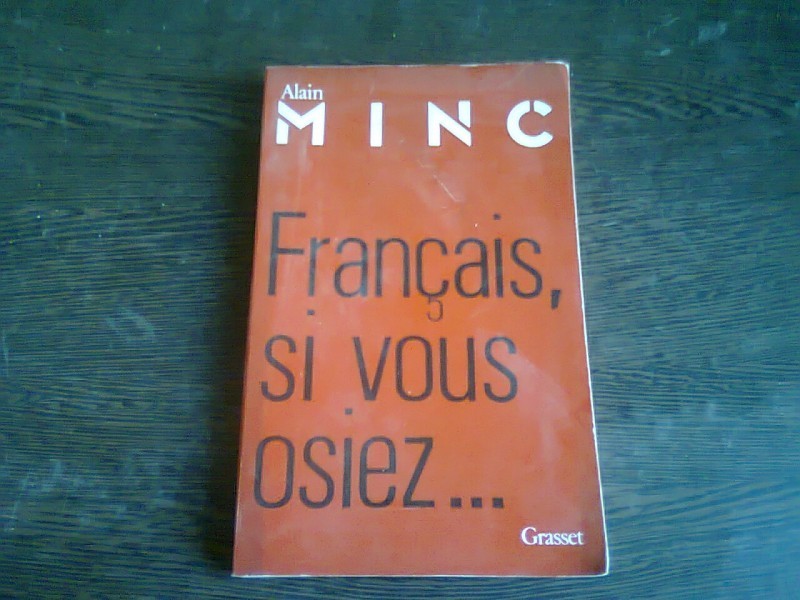 Alain
MINC
Français,
si vous
osiez...
Grasset